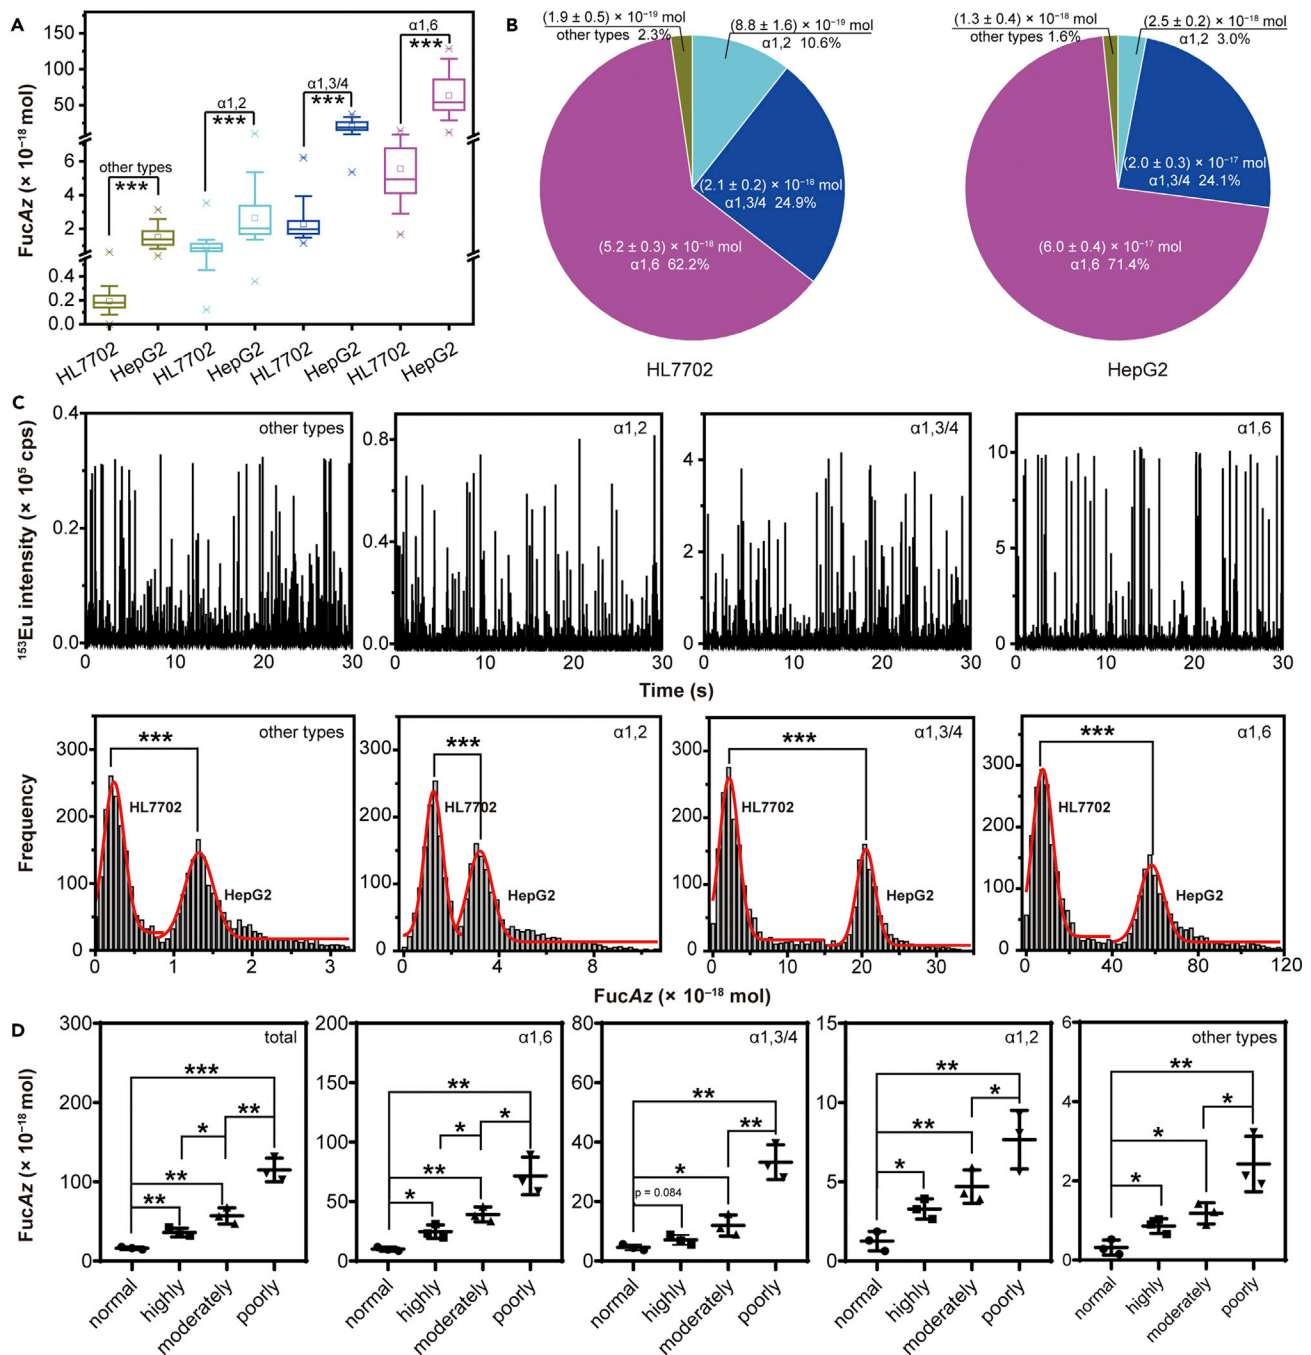 A
FucAz (× 10⁻¹⁸ mol)
150
100
50
6
4
2
0.4
0.2
0.0
other types
***
α1,2
***
α1,3/4
***
α1,6
***
HL7702
HepG2
HL7702
HepG2
HL7702
HepG2
HL7702
HepG2
B
(1.9 ± 0.5) × 10⁻¹⁹ mol
other types 2.3%
(8.8 ± 1.6) × 10⁻¹⁹ mol
α1,2 10.6%
(2.1 ± 0.2) × 10⁻¹⁸ mol
α1,3/4 24.9%
(5.2 ± 0.3) × 10⁻¹⁸ mol
α1,6 62.2%
HL7702
(1.3 ± 0.4) × 10⁻¹⁸ mol
other types 1.6%
(2.5 ± 0.2) × 10⁻¹⁸ mol
α1,2 3.0%
(2.0 ± 0.3) × 10⁻¹⁷ mol
α1,3/4 24.1%
(6.0 ± 0.4) × 10⁻¹⁷ mol
α1,6 71.4%
HepG2
C
¹⁵³Eu intensity (× 10⁵ cps)
0.4
0.2
0.0
other types
0 10 20 30
0.8
0.4
0.0
α1,2
0 10 20 30
4
2
0
α1,3/4
0 10 20 30
10
5
0
α1,6
0 10 20 30
Time (s)
Frequency
300
200
100
0
other types
***
HL7702
HepG2
0 1 2 3
300
200
100
0
α1,2
***
HL7702
HepG2
0 4 8
300
200
100
0
α1,3/4
***
HL7702
HepG2
0 10 20 30
300
200
100
0
α1,6
***
HL7702
HepG2
0 40 80 120
FucAz (× 10⁻¹⁸ mol)
D
FucAz (× 10⁻¹⁸ mol)
300
200
100
0
total
***
**
*
**
**
normal
highly
moderately
poorly
200
150
100
50
0
α1,6
**
*
*
**
*
normal
highly
moderately
poorly
80
60
40
20
0
α1,3/4
**
**
*
p = 0.084
normal
highly
moderately
poorly
15
10
5
0
α1,2
**
*
**
*
normal
highly
moderately
poorly
6
4
2
0
other types
**
*
*
*
normal
highly
moderately
poorly